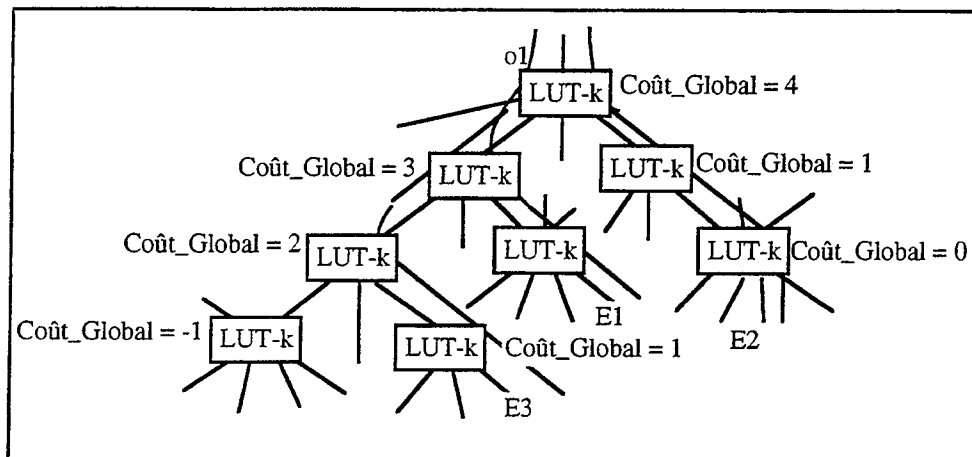 o1
LUT-k Coût_Global = 4
Coût_Global = 3 LUT-k LUT-k Coût_Global = 1
Coût_Global = 2 LUT-k LUT-k LUT-k Coût_Global = 0
E1
Coût_Global = -1 LUT-k LUT-k Coût_Global = 1 E2
E3